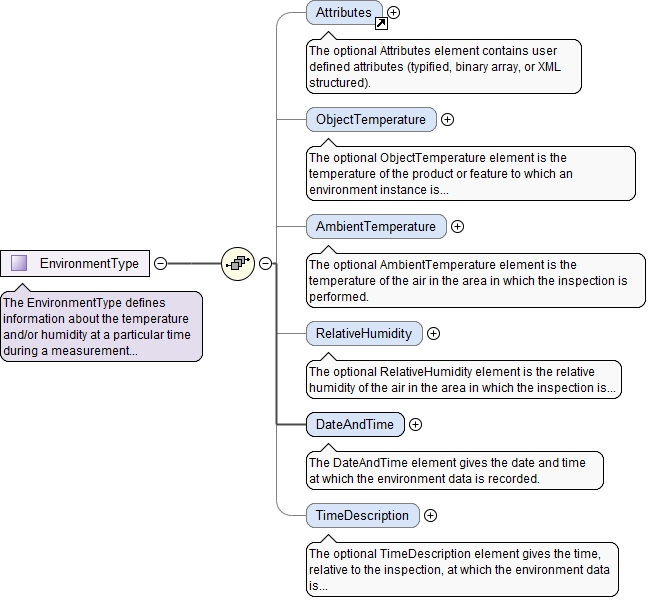 Attributes
The optional Attributes element contains user
defined attributes (typified, binary array, or XML
structured).
ObjectTemperature
The optional ObjectTemperature element is the
temperature of the product or feature to which an
environment instance is...
AmbientTemperature
The optional AmbientTemperature element is the
temperature of the air in the area in which the inspection is
performed.
EnvironmentType
The EnvironmentType defines
information about the temperature
and/or humidity at a particular time
during a measurement...
RelativeHumidity
The optional RelativeHumidity element is the relative
humidity of the air in the area in which the inspection is...
DateAndTime
The DateAndTime element gives the date and time
at which the environment data is recorded.
TimeDescription
The optional TimeDescription element gives the time,
relative to the inspection, at which the environment data
is...